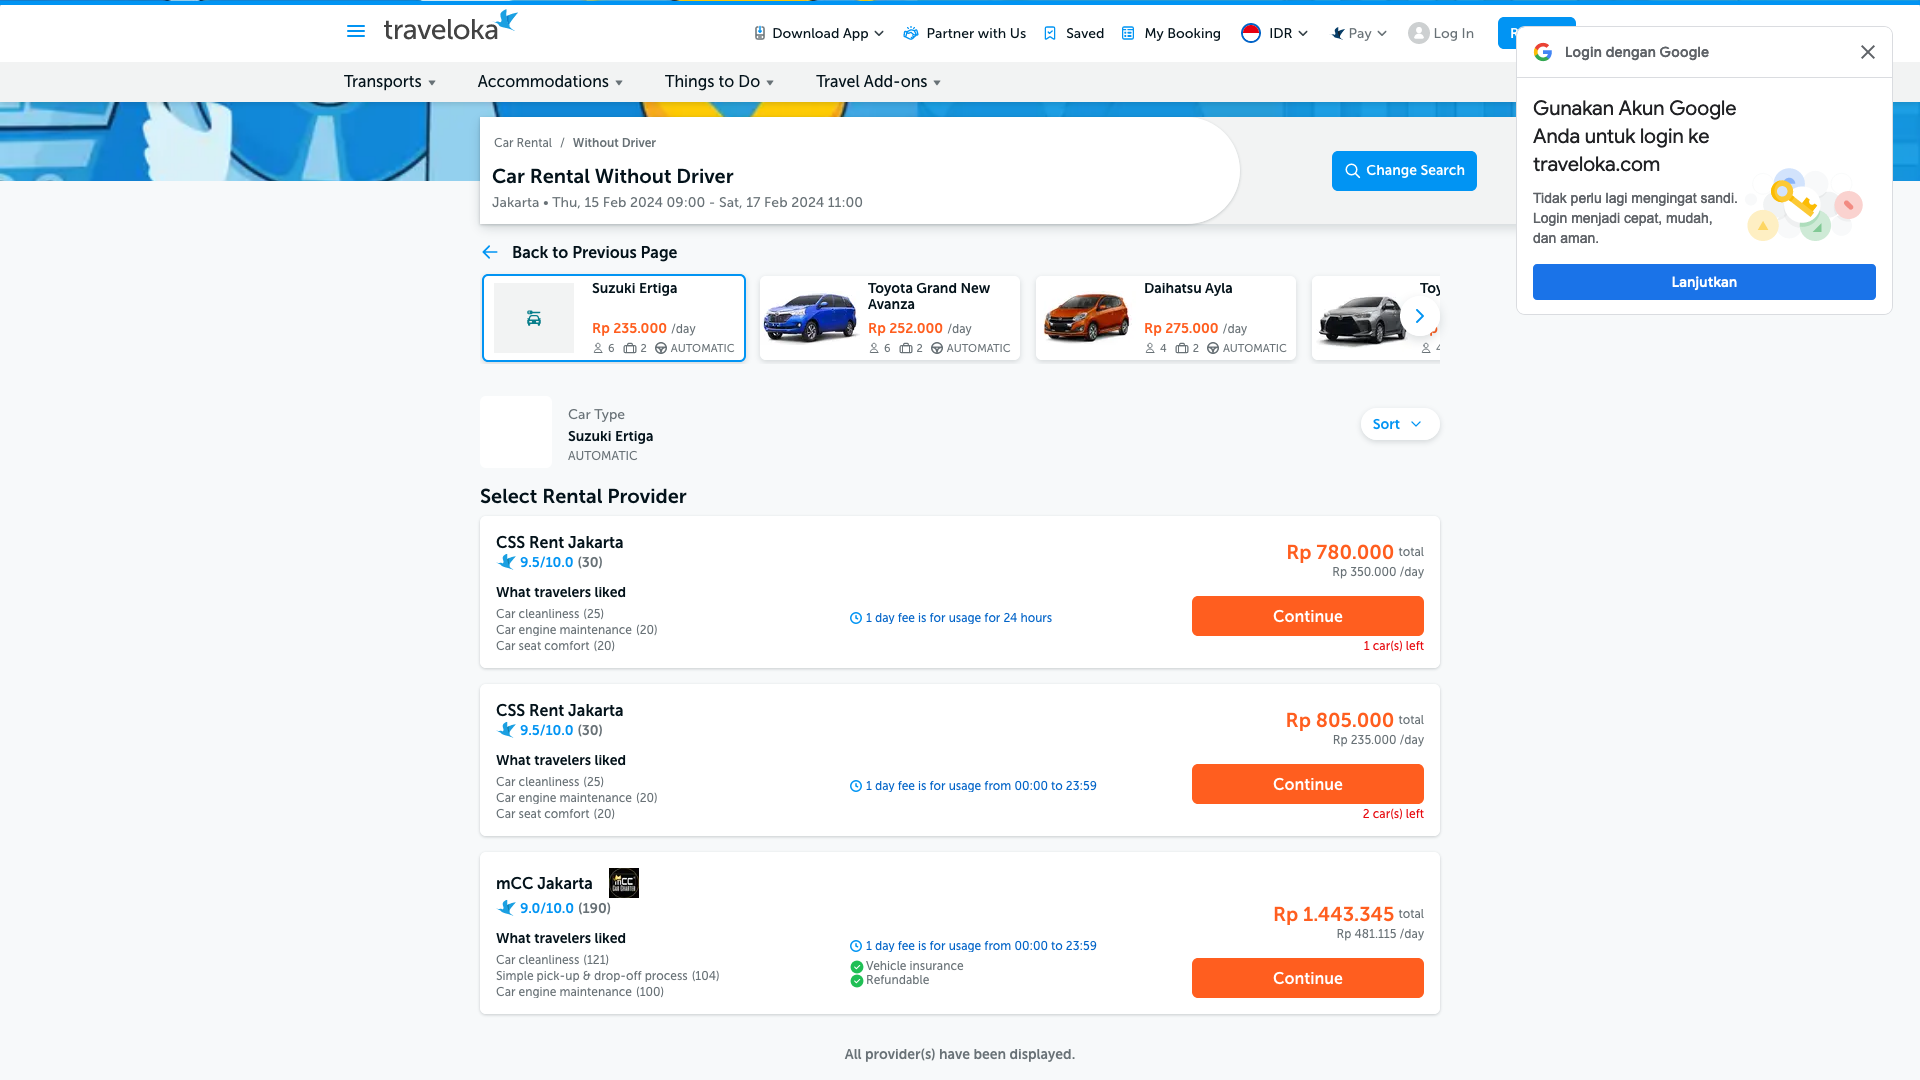 traveloka
Download App
Partner with Us
Saved
My Booking
IDR
Pay
Log In
Transports
Accommodations
Things to Do
Travel Add-ons
Login dengan Google
Gunakan Akun Google
Anda untuk login ke
traveloka.com
Tidak perlu lagi mengingat sandi.
Login menjadi cepat, mudah,
dan aman.
Lanjutkan
Car Rental / Without Driver
Car Rental Without Driver
Jakarta • Thu, 15 Feb 2024 09:00 - Sat, 17 Feb 2024 11:00
Change Search
Back to Previous Page
Suzuki Ertiga
Rp 235.000 /day
6 2 AUTOMATIC
Toyota Grand New
Avanza
Rp 252.000 /day
6 2 AUTOMATIC
Daihatsu Ayla
Rp 275.000 /day
4 2 AUTOMATIC
Car Type
Suzuki Ertiga
AUTOMATIC
Sort
Select Rental Provider
CSS Rent Jakarta
9.5/10.0 (30)
What travelers liked
Car cleanliness (25)
Car engine maintenance (20)
Car seat comfort (20)
1 day fee is for usage for 24 hours
Rp 780.000 total
Rp 350.000 /day
Continue
1 car(s) left
CSS Rent Jakarta
9.5/10.0 (30)
What travelers liked
Car cleanliness (25)
Car engine maintenance (20)
Car seat comfort (20)
1 day fee is for usage from 00:00 to 23:59
Rp 805.000 total
Rp 235.000 /day
Continue
2 car(s) left
mCC Jakarta
9.0/10.0 (190)
What travelers liked
Car cleanliness (121)
Simple pick-up & drop-off process (104)
Car engine maintenance (100)
1 day fee is for usage from 00:00 to 23:59
Vehicle insurance
Refundable
Rp 1.443.345 total
Rp 481.115 /day
Continue
All provider(s) have been displayed.